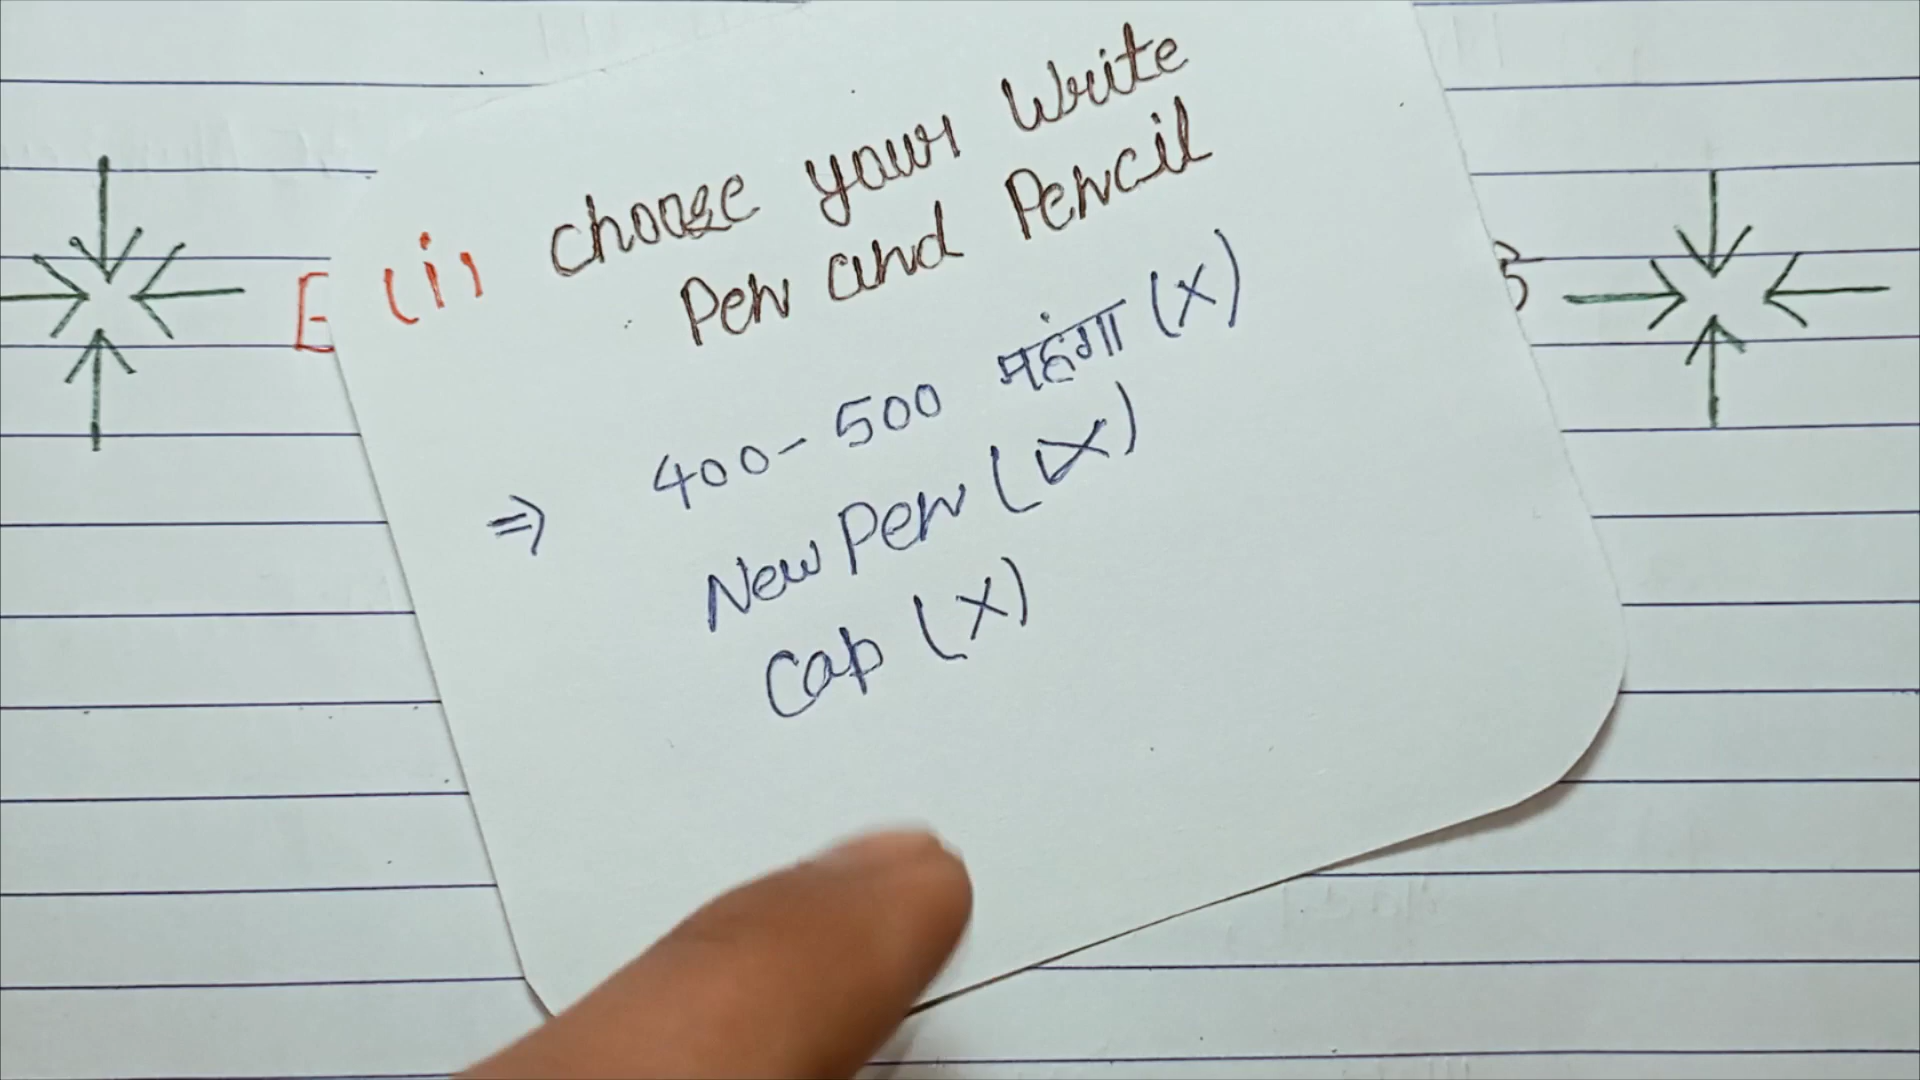 (i) choose your Write
Pen and Pencil
⇒ 400-500 महंगा (X)
New Pen (X)
Cap (X)
E